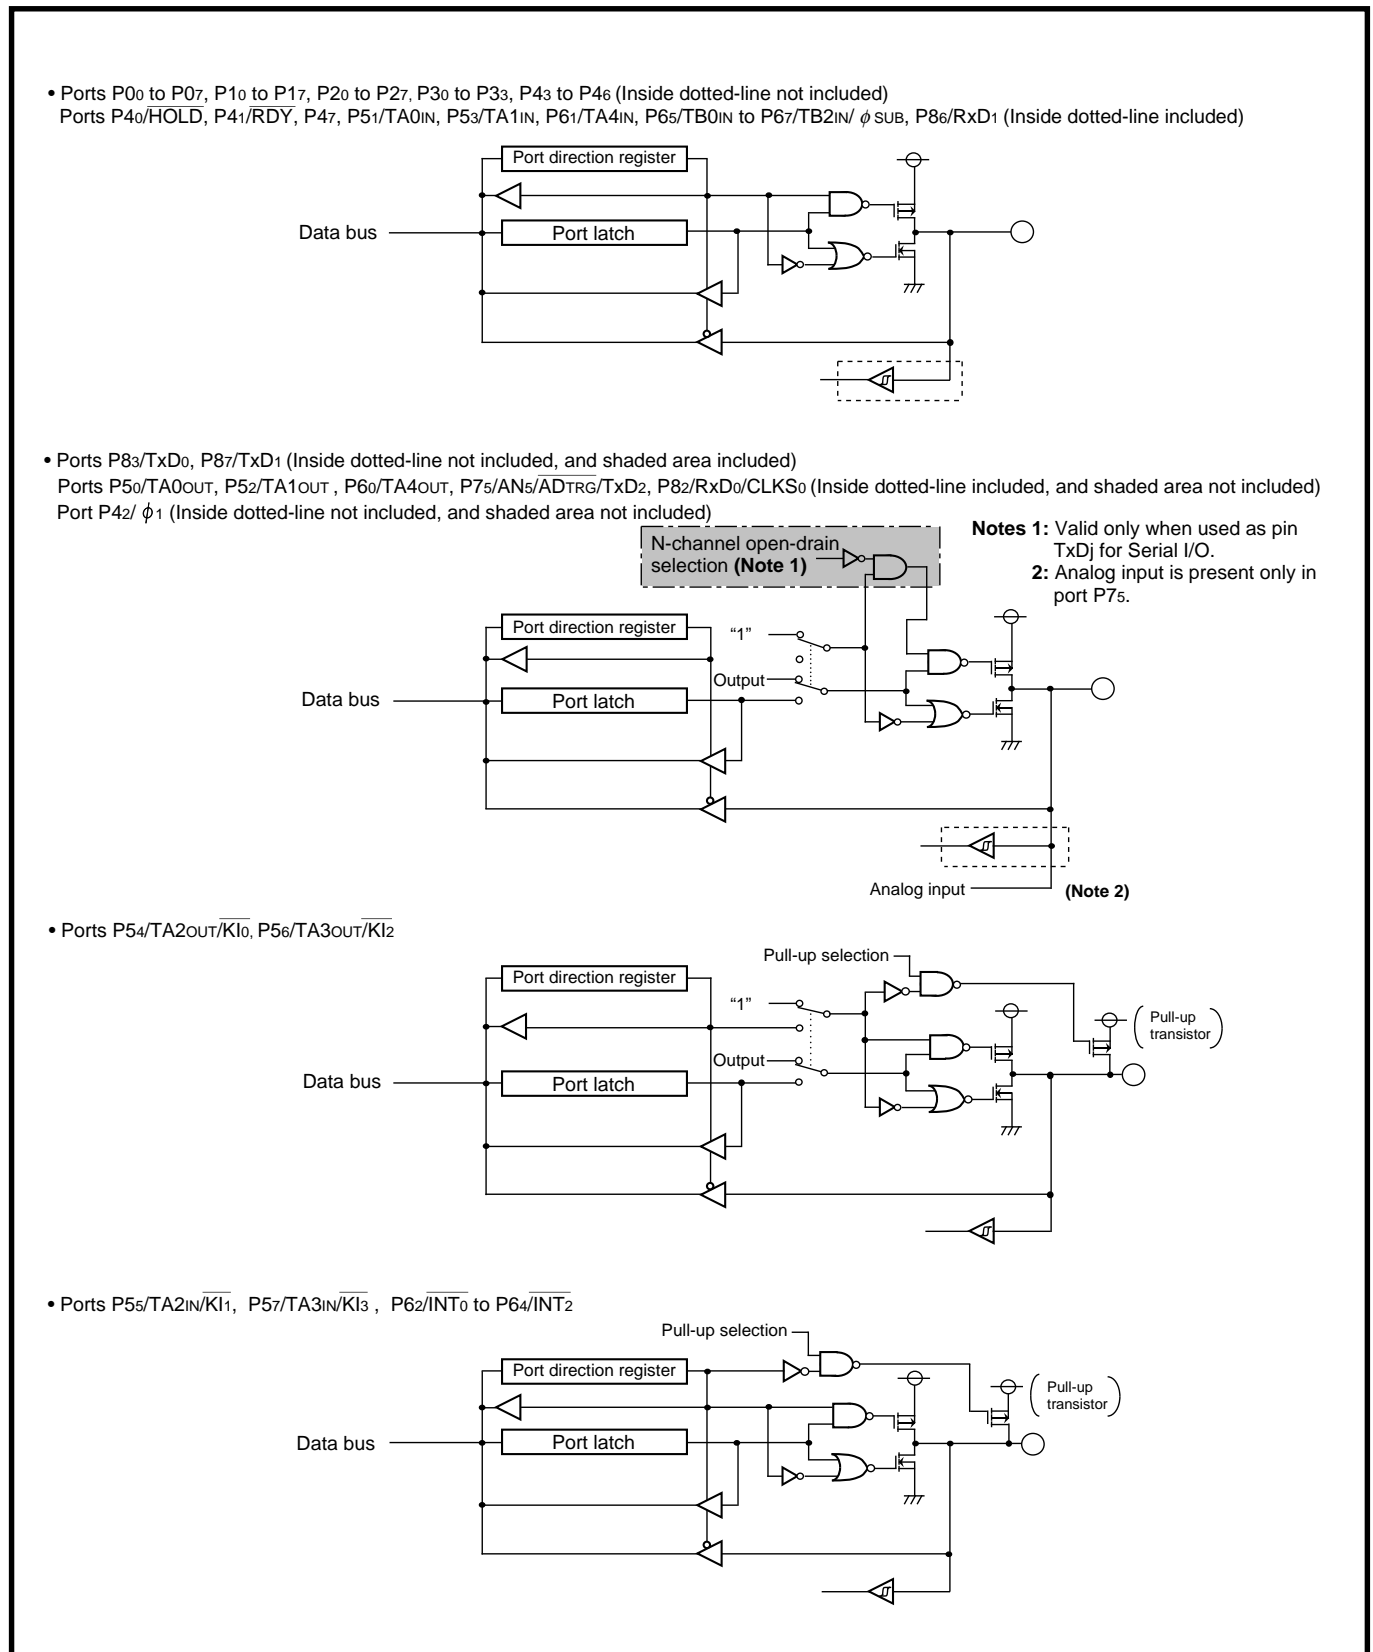 • Ports P00 to P07, P10 to P17, P20 to P27, P30 to P33, P43 to P46 (Inside dotted-line not included)
Ports P40/HOLD, P41/RDY, P47, P51/TA0IN, P53/TA1IN, P61/TA4IN, P65/TB0IN to P67/TB2IN/ ϕ SUB, P86/RxD1 (Inside dotted-line included)
Port direction register
Data bus
Port latch
• Ports P83/TxD0, P87/TxD1 (Inside dotted-line not included, and shaded area included)
Ports P50/TA0OUT, P52/TA1OUT , P60/TA4OUT, P75/AN5/ADTRG/TxD2, P82/RxD0/CLKS0 (Inside dotted-line included, and shaded area not included)
Port P42/ ϕ1 (Inside dotted-line not included, and shaded area not included)
N-channel open-drain
selection (Note 1)
Notes 1: Valid only when used as pin
TxDj for Serial I/O.
2: Analog input is present only in
port P75.
Port direction register
“1”
Output
Data bus
Port latch
Analog input
(Note 2)
• Ports P54/TA2OUT/KI0, P56/TA3OUT/KI2
Pull-up selection
Port direction register
“1”
Pull-up
transistor
Output
Data bus
Port latch
• Ports P55/TA2IN/KI1, P57/TA3IN/KI3 , P62/INT0 to P64/INT2
Pull-up selection
Port direction register
Pull-up
transistor
Data bus
Port latch